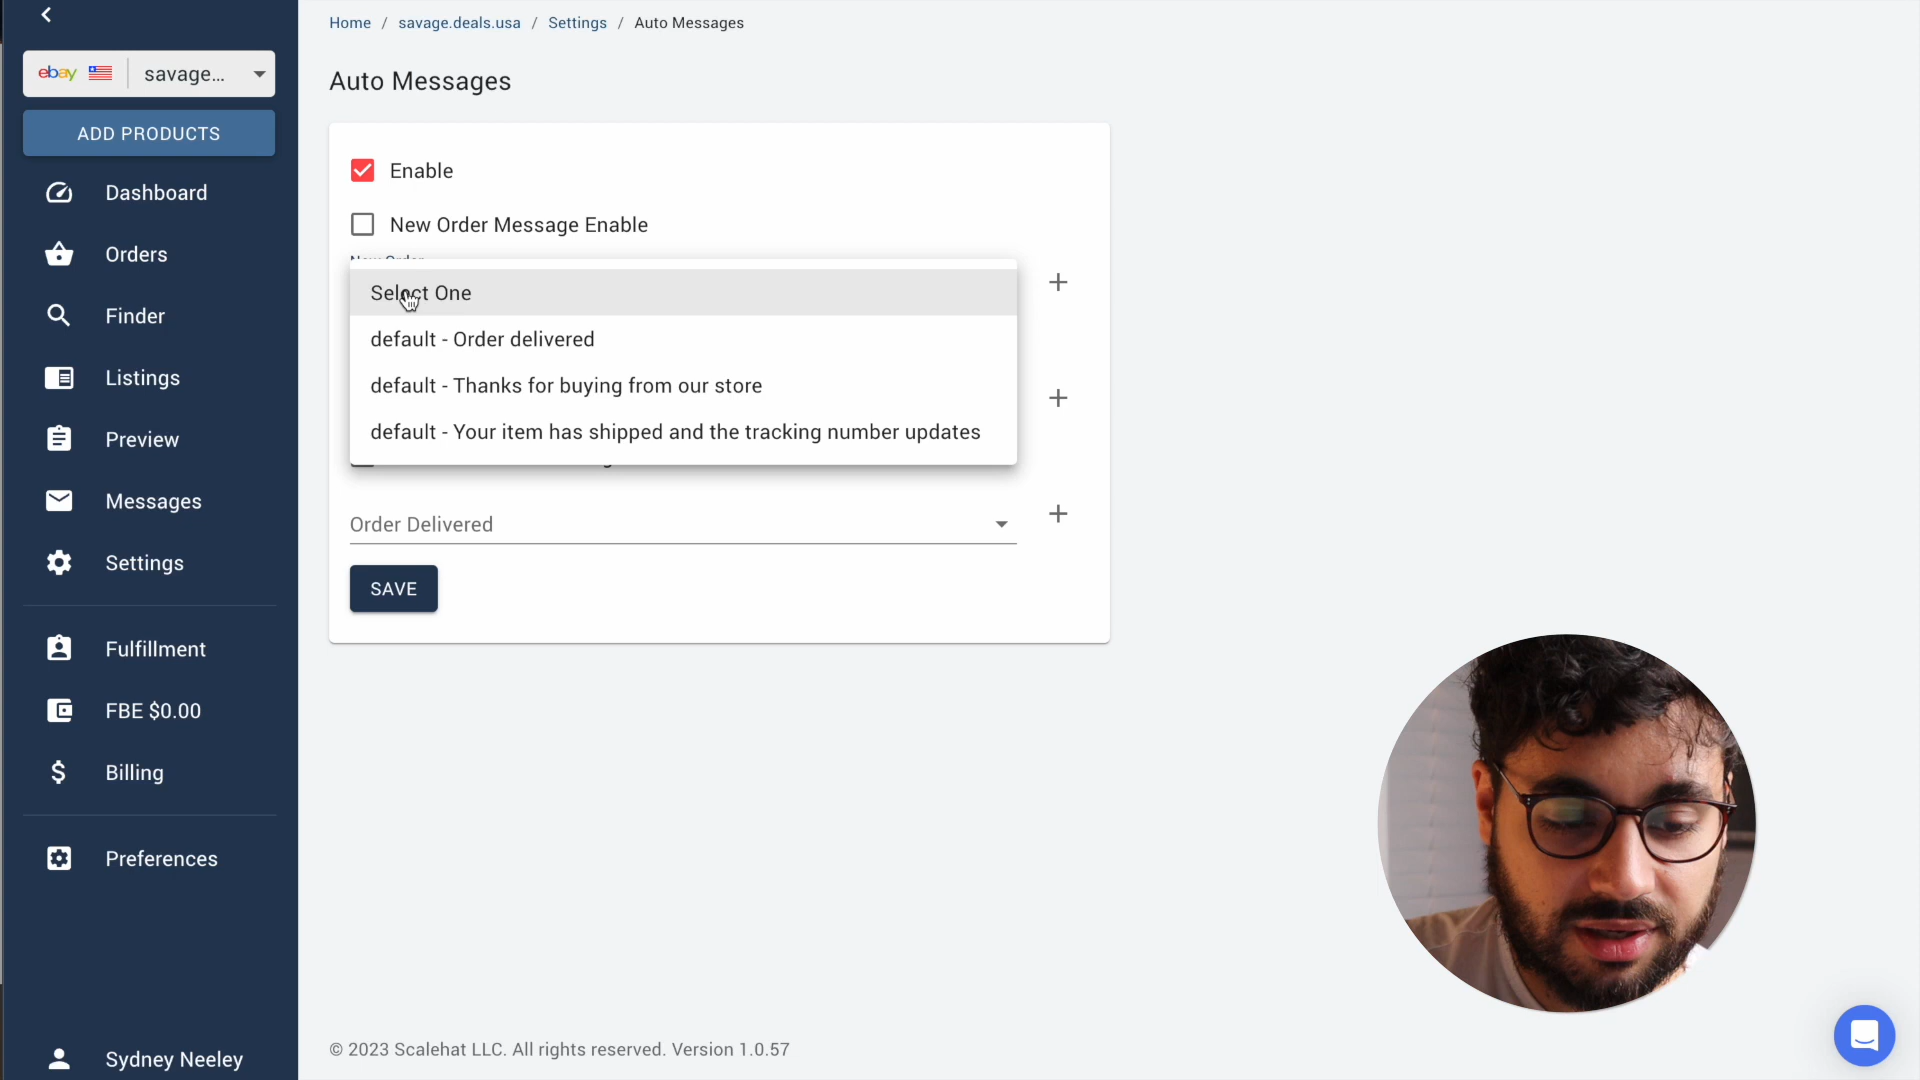 Home / savage.deals.usa / Settings / Auto Messages
ebay savage...
Auto Messages
ADD PRODUCTS
Enable
Dashboard
New Order Message Enable
Orders
New Order
Select One
Finder
default - Order delivered
Listings
default - Thanks for buying from our store
Preview
default - Your item has shipped and the tracking number updates
Messages
Order Delivered
Settings
SAVE
Fulfillment
FBE $0.00
Billing
Preferences
Sydney Neeley
© 2023 Scalehat LLC. All rights reserved. Version 1.0.57